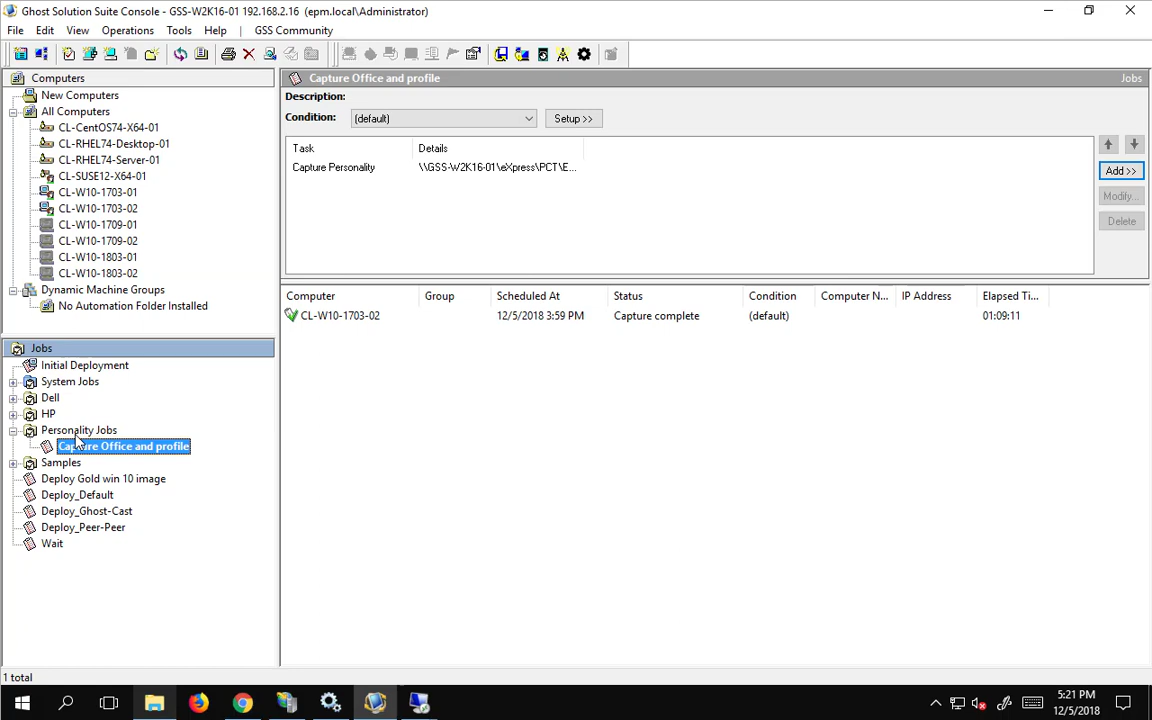 Ghost Solution Suite Console - GSS-W2K16-01 192.168.2.16 (epm.local\Administrator)
File Edit View Operations Tools Help GSS Community
Computers
New Computers
All Computers
CL-CentOS74-X64-01
CL-RHEL74-Desktop-01
CL-RHEL74-Server-01
CL-SUSE12-X64-01
CL-W10-1703-01
CL-W10-1703-02
CL-W10-1709-01
CL-W10-1709-02
CL-W10-1803-01
CL-W10-1803-02
Dynamic Machine Groups
No Automation Folder Installed
Jobs
Initial Deployment
System Jobs
Dell
HP
Personality Jobs
Capture Office and profile
Samples
Deploy Gold win 10 image
Deploy_Default
Deploy_Ghost-Cast
Deploy_Peer-Peer
Wait
Capture Office and profile Jobs
Description:
Condition: (default) Setup >>
Task Details
Capture Personality \\GSS-W2K16-01\eXpress\PCT\E...
Add >>
Modify...
Delete
Computer Group Scheduled At Status Condition Computer N... IP Address Elapsed Ti...
CL-W10-1703-02 12/5/2018 3:59 PM Capture complete (default) 01:09:11
1 total
5:21 PM
12/5/2018